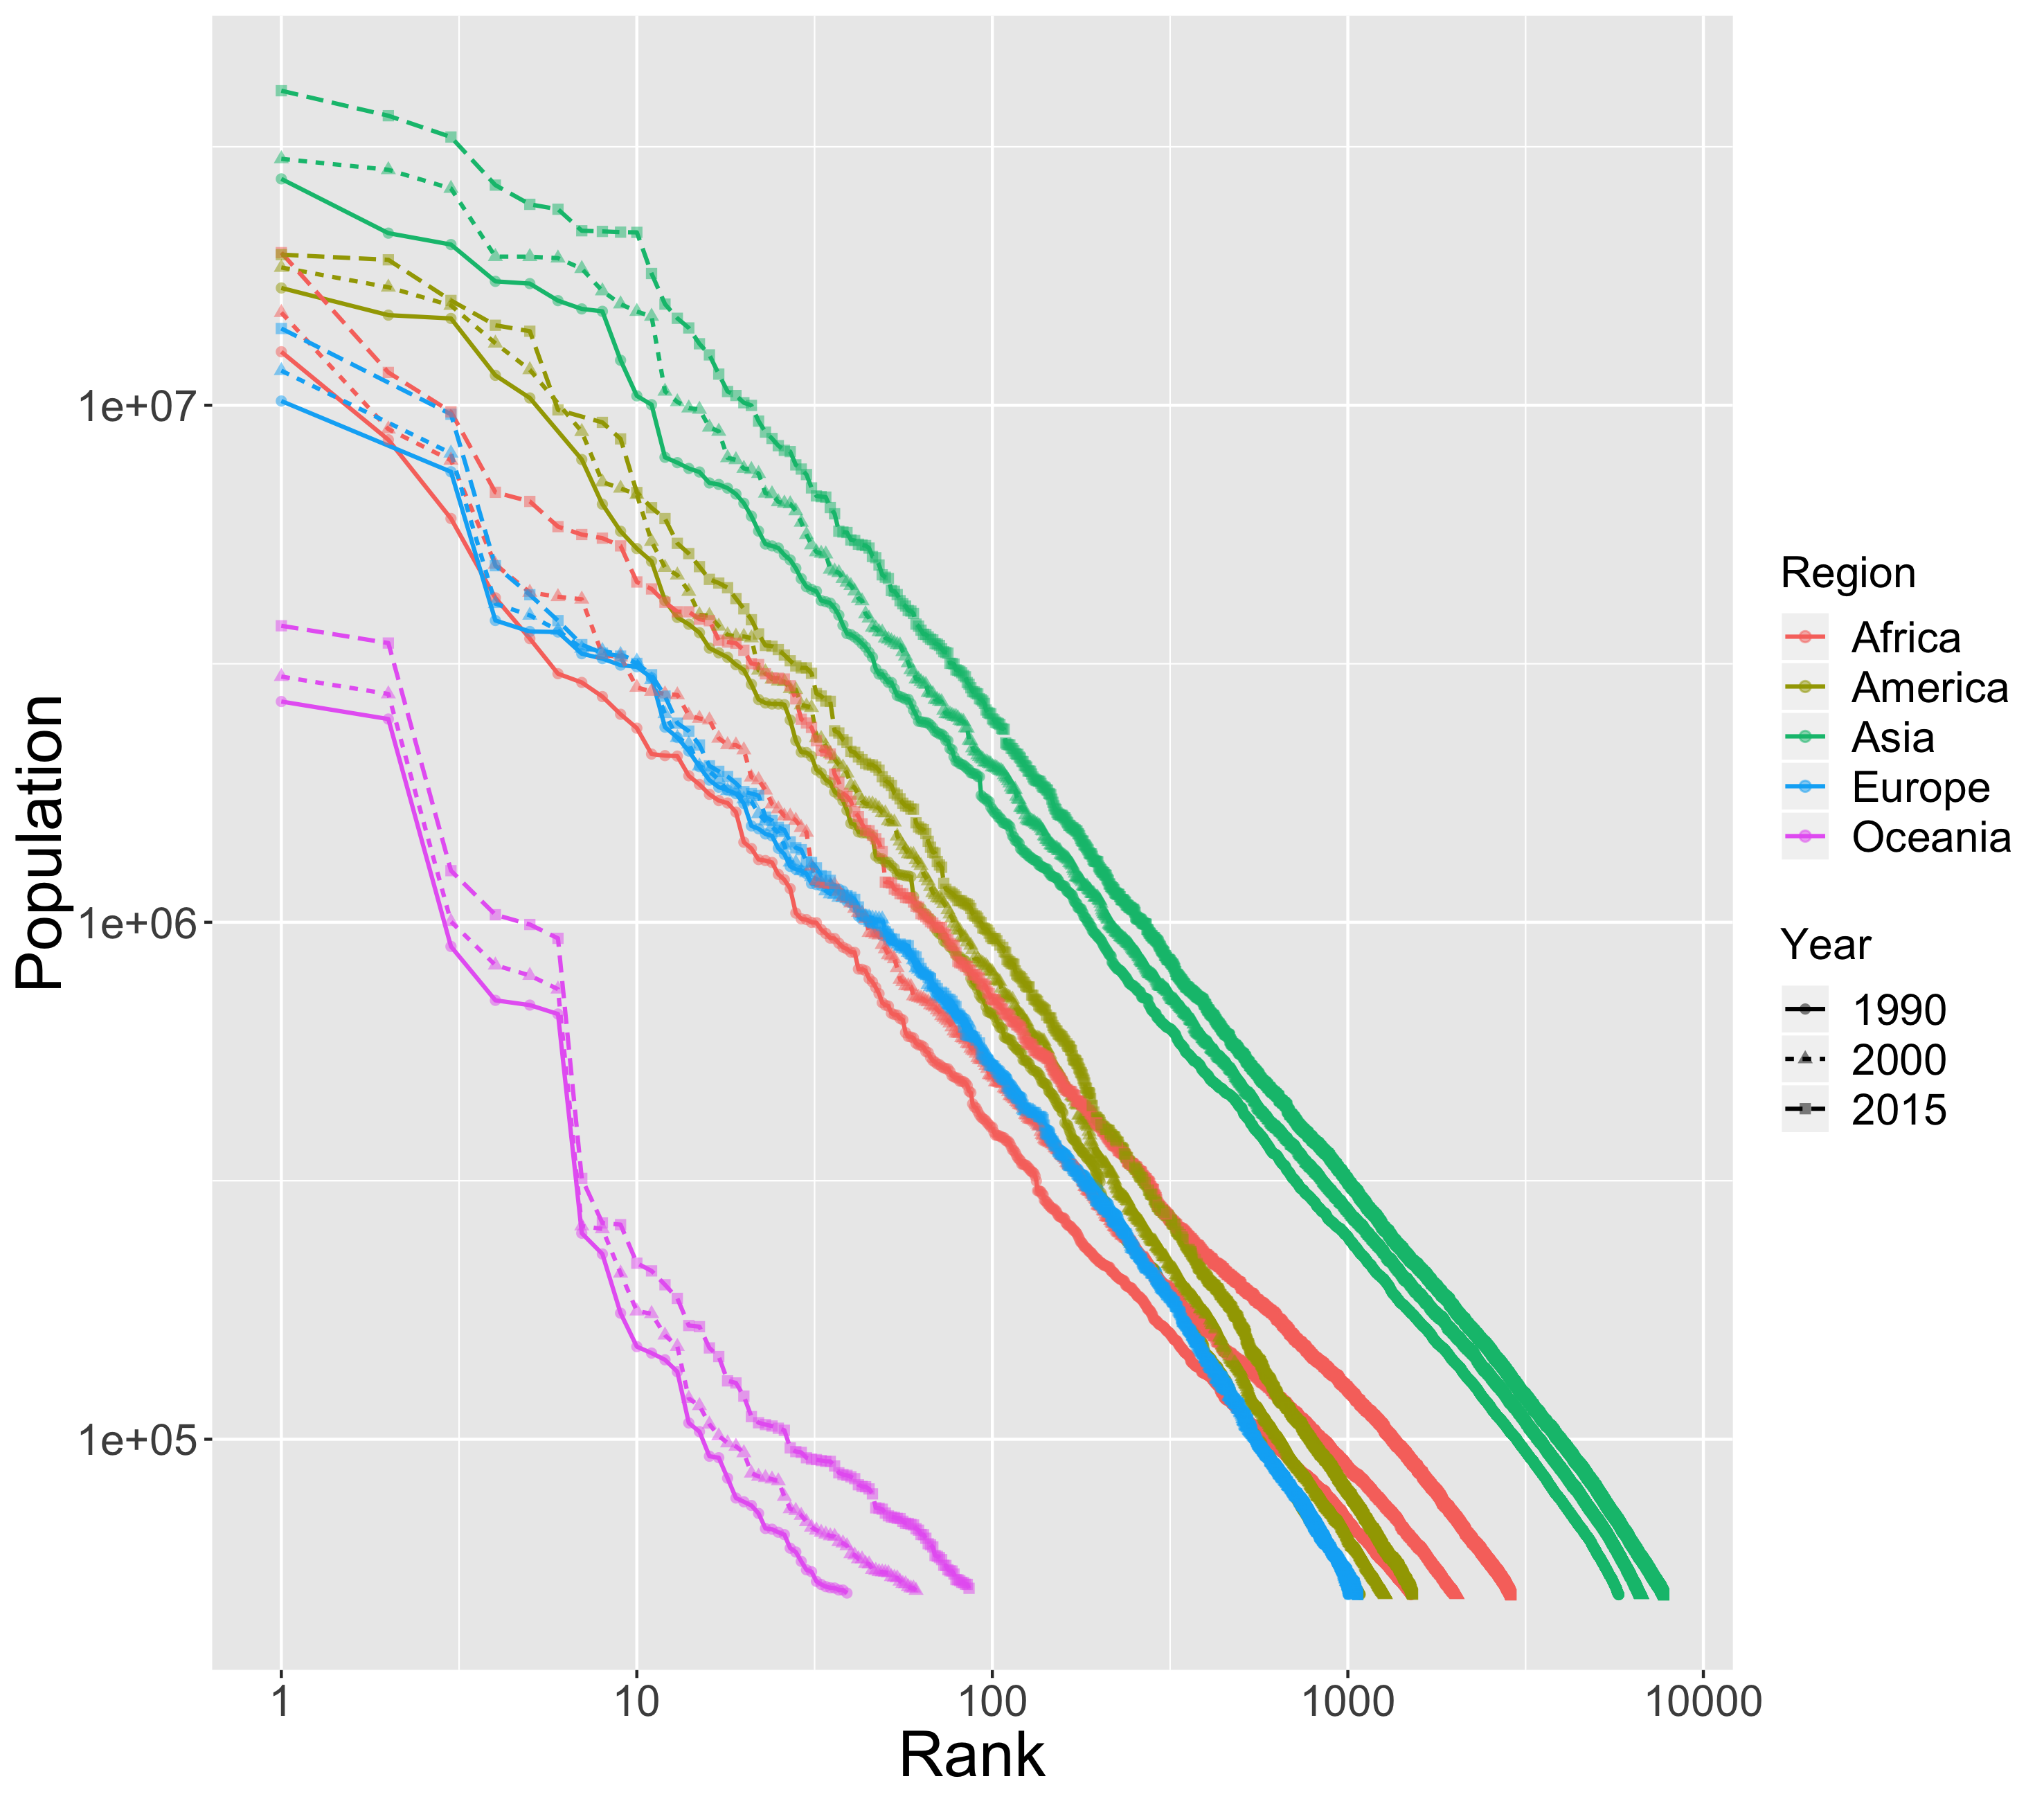 Population
1e+07
1e+06
1e+05
1
10
100
1000
10000
Rank
Region
Africa
America
Asia
Europe
Oceania
Year
1990
2000
2015